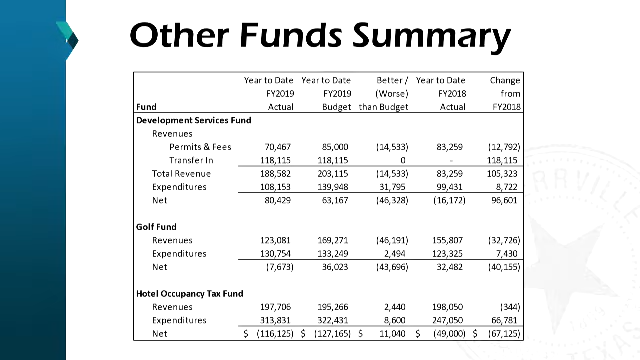 Other Funds Summary
Year to Date Year to Date Better / Year to Date Change
FY2019 FY2019 (Worse) FY2018 from
Fund Actual Budget than Budget Actual FY2018
Development Services Fund
Revenues
Permits & Fees 70,467 85,000 (14,533) 83,259 (12,792)
Transfer In 118,115 118,115 0 - 118,115
Total Revenue 188,582 203,115 (14,533) 83,259 105,323
Expenditures 108,153 139,948 31,795 99,431 8,722
Net 80,429 63,167 (46,328) (16,172) 96,601
Golf Fund
Revenues 123,081 169,271 (46,191) 155,807 (32,726)
Expenditures 130,754 133,249 2,494 123,325 7,430
Net (7,673) 36,023 (43,696) 32,482 (40,155)
Hotel Occupancy Tax Fund
Revenues 197,706 195,266 2,440 198,050 (344)
Expenditures 313,831 322,431 8,600 247,050 66,781
Net $ (116,125) $ (127,165) $ 11,040 $ (49,000) $ (67,125)